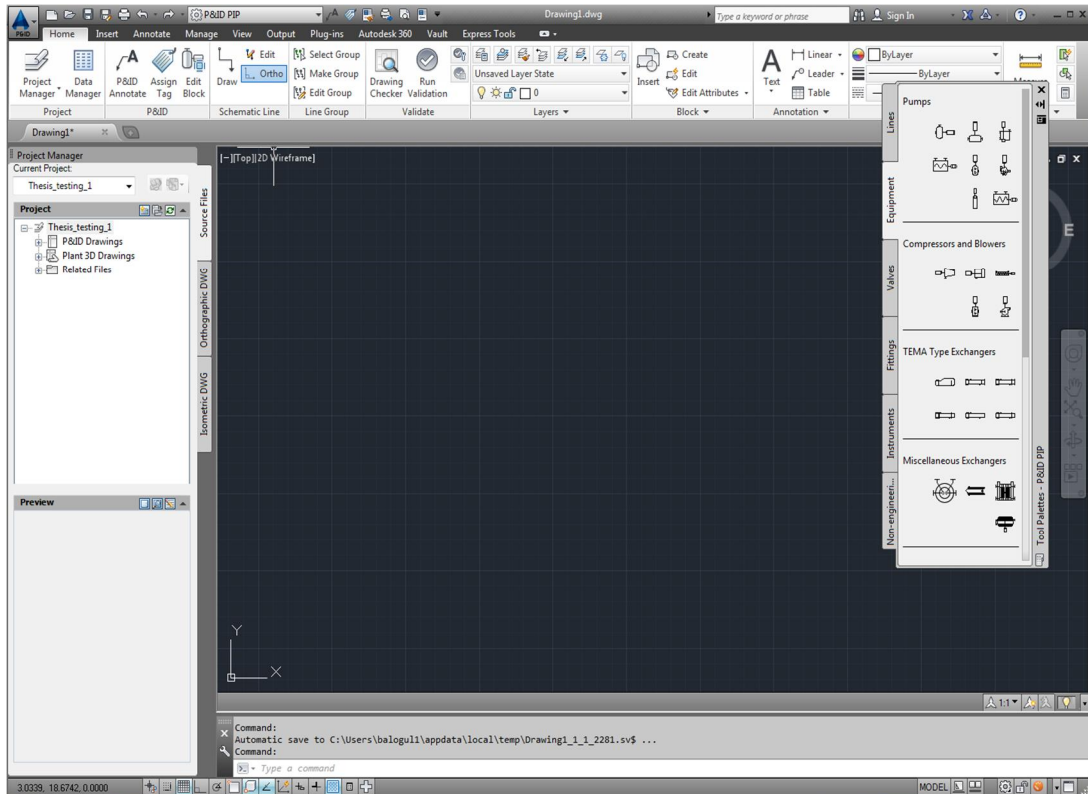 P&ID PIP
Drawing1.dwg
Type a keyword or phrase
Sign In
P&ID
Home Insert Annotate Manage View Output Plug-ins Autodesk 360 Vault Express Tools
Project Manager
Data Manager
P&ID Annotate
Assign Tag
Edit Block
Draw
Edit
Ortho
Select Group
Make Group
Edit Group
Drawing Checker
Run Validation
Unsaved Layer State
0
Insert
Create
Edit
Edit Attributes
Text
Linear
Leader
Table
ByLayer
ByLayer
Project P&ID Schematic Line Line Group Validate Layers Block Annotation
Drawing1*
Project Manager
Current Project:
Thesis_testing_1
Project
Thesis_testing_1
P&ID Drawings
Plant 3D Drawings
Related Files
Source Files
Orthographic DWG
Isometric DWG
Preview
[−][Top][2D Wireframe]
E
Lines
Equipment
Valves
Fittings
Instruments
Non-engineeri...
Pumps
Compressors and Blowers
TEMA Type Exchangers
Miscellaneous Exchangers
Tool Palettes - P&ID PIP
Y
X
1:1
Command:
Automatic save to C:\Users\balogul1\appdata\local\temp\Drawing1_1_1_2281.sv$ ...
Command:
Type a command
3.0339, 18.6742, 0.0000
MODEL